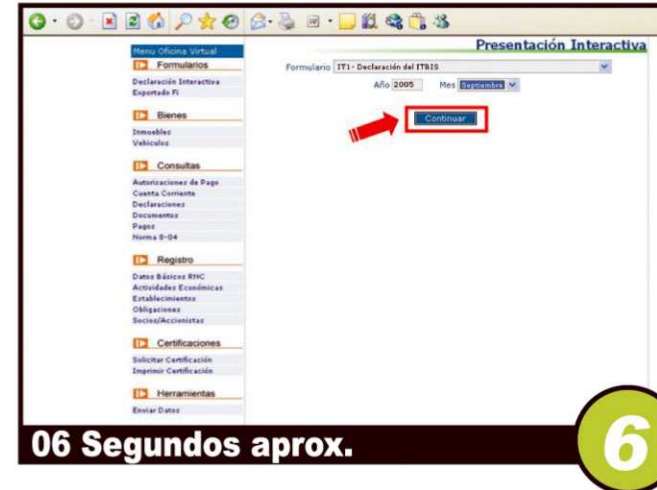 Menu Oficina Virtual
Formularios
Declaración Interactiva
Exportado Fi
Bienes
Inmuebles
Vehículos
Consultas
Autorizaciones de Pago
Cuenta Corriente
Declaraciones
Documentos
Pagos
Norma 8-04
Registro
Datos Básicos RNC
Actividades Económicas
Establecimientos
Obligaciones
Socios/Accionistas
Certificaciones
Solicitar Certificación
Imprimir Certificación
Herramientas
Enviar Datos
Presentación Interactiva
Formulario IT1- Declaración del ITBIS
Año 2005 Mes Septiembre
Continuar
06 Segundos aprox.
6